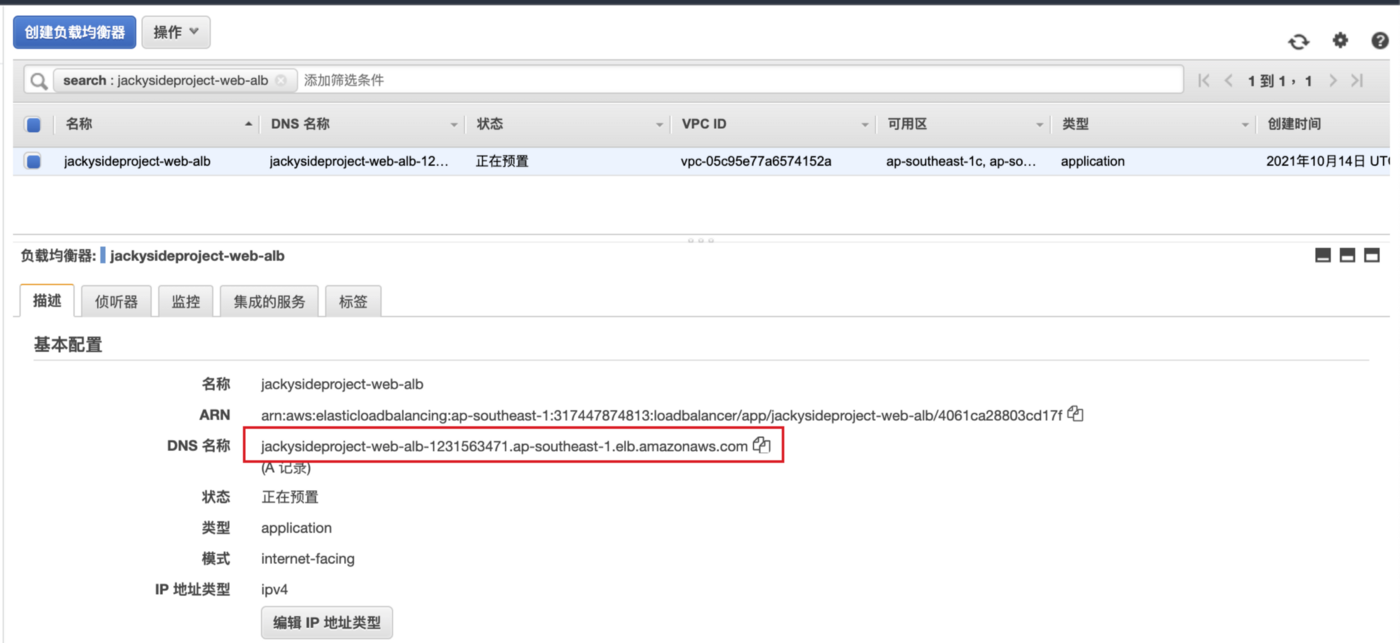 创建负载均衡器 操作
search : jackysideproject-web-alb 添加筛选条件 1 到 1， 1
名称 DNS 名称 状态 VPC ID 可用区 类型 创建时间
jackysideproject-web-alb jackysideproject-web-alb-12... 正在预置 vpc-05c95e77a6574152a ap-southeast-1c, ap-so... application 2021年10月14日 UTC
负载均衡器: jackysideproject-web-alb
描述 侦听器 监控 集成的服务 标签
基本配置
名称 jackysideproject-web-alb
ARN arn:aws:elasticloadbalancing:ap-southeast-1:317447874813:loadbalancer/app/jackysideproject-web-alb/4061ca28803cd17f
DNS 名称 jackysideproject-web-alb-1231563471.ap-southeast-1.elb.amazonaws.com
(A 记录)
状态 正在预置
类型 application
模式 internet-facing
IP 地址类型 ipv4
编辑 IP 地址类型